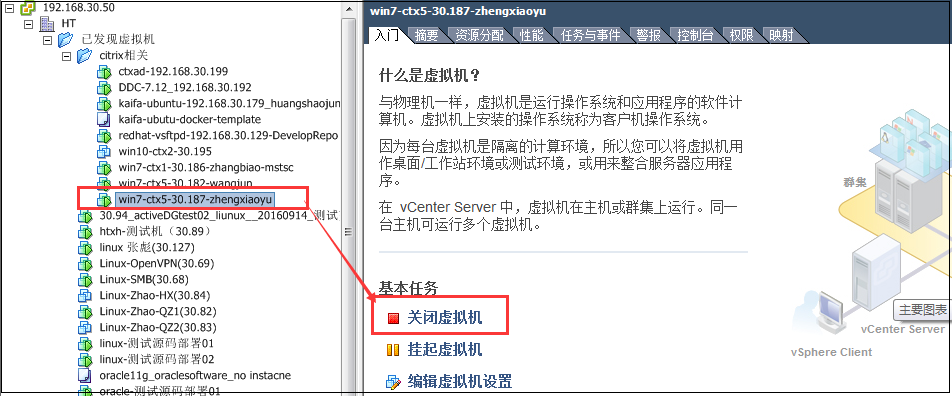 192.168.30.50
HT
已发现虚拟机
citrix相关
ctxad-192.168.30.199
DDC-7.12_192.168.30.192
kaifa-ubuntu-192.168.30.179_huangshaojun
kaifa-ubuntu-docker-template
redhat-vsftpd-192.168.30.129-DevelopRepo
win10-ctx2-30.195
win7-ctx1-30.186-zhangbiao-mstsc
win7-ctx5-30.187-wangjun
win7-ctx5-30.187-zhengxiaoyu
30.94_activeDGtest02_liunux__20160914_测试
htxh-测试机（30.89）
linux 张彪(30.127)
Linux-OpenVPN(30.69)
Linux-SMB(30.68)
Linux-Zhao-HX(30.84)
Linux-Zhao-QZ1(30.82)
Linux-Zhao-QZ2(30.83)
linux-测试源码部署01
linux-测试源码部署02
oracle11g_oraclesoftware_no instacne
oracle-测试源码部署01
win7-ctx5-30.187-zhengxiaoyu
入门 摘要 资源分配 性能 任务与事件 警报 控制台 权限 映射
什么是虚拟机？
与物理机一样，虚拟机是运行操作系统和应用程序的软件计
算机。虚拟机上安装的操作系统称为客户机操作系统。
因为每台虚拟机是隔离的计算环境，所以您可以将虚拟机用
作桌面/工作站环境或测试环境，或用来整合服务器应用程
序。
在 vCenter Server 中，虚拟机在主机或群集上运行。同一
台主机可运行多个虚拟机。
基本任务
关闭虚拟机
挂起虚拟机
编辑虚拟机设置
群集
主要图表
vCenter Server
vSphere Client